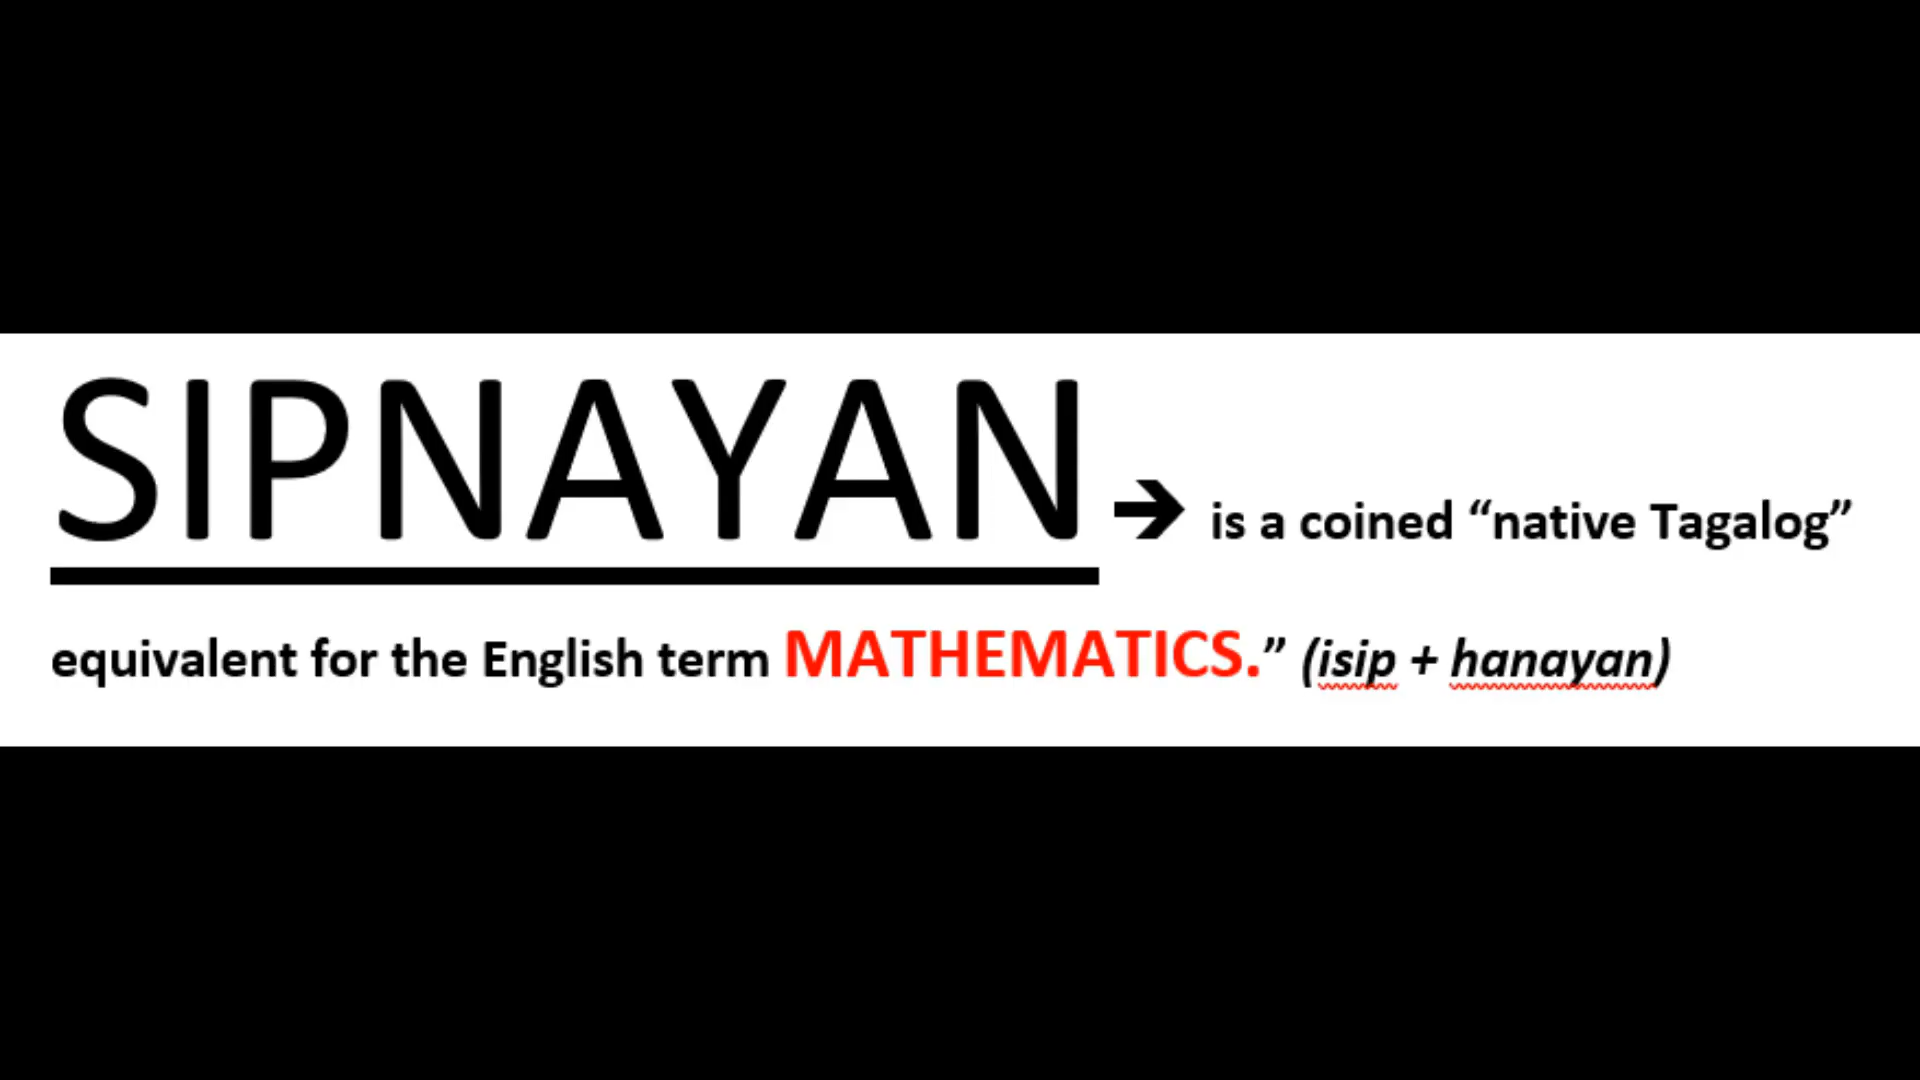 SIPNAYAN → is a coined “native Tagalog”
equivalent for the English term MATHEMATICS.” (isip + hanayan)